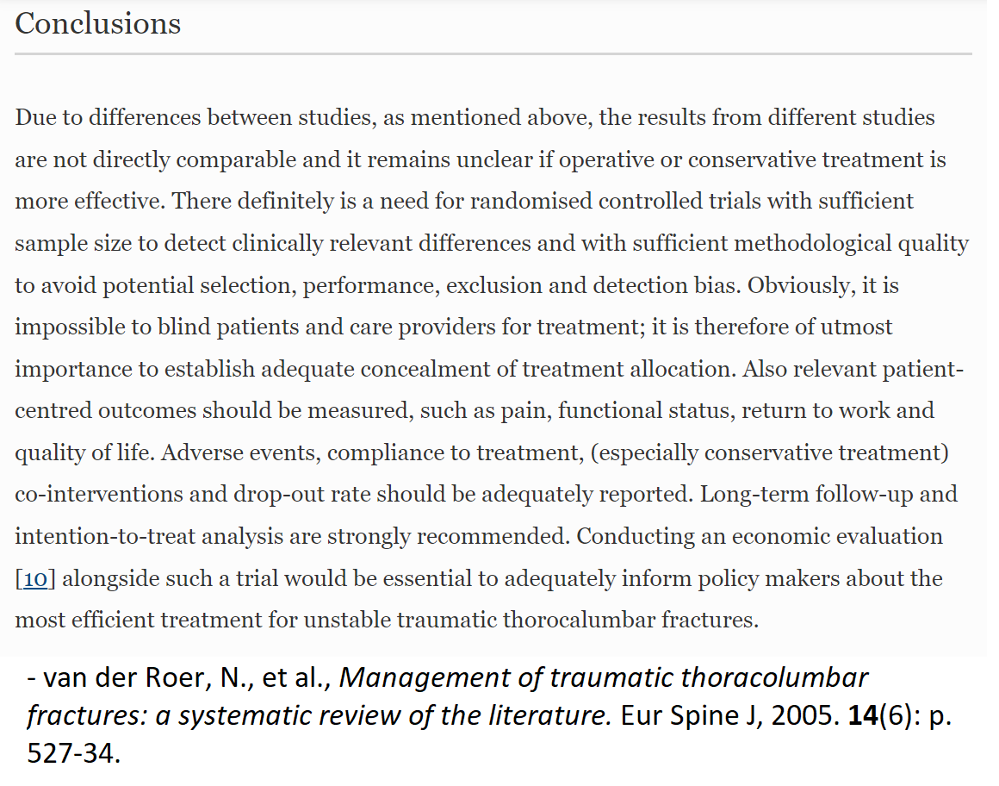 Conclusions
Due to differences between studies, as mentioned above, the results from different studies
are not directly comparable and it remains unclear if operative or conservative treatment is
more effective. There definitely is a need for randomised controlled trials with sufficient
sample size to detect clinically relevant differences and with sufficient methodological quality
to avoid potential selection, performance, exclusion and detection bias. Obviously, it is
impossible to blind patients and care providers for treatment; it is therefore of utmost
importance to establish adequate concealment of treatment allocation. Also relevant patient-
centred outcomes should be measured, such as pain, functional status, return to work and
quality of life. Adverse events, compliance to treatment, (especially conservative treatment)
co-interventions and drop-out rate should be adequately reported. Long-term follow-up and
intention-to-treat analysis are strongly recommended. Conducting an economic evaluation
[10] alongside such a trial would be essential to adequately inform policy makers about the
most efficient treatment for unstable traumatic thorocalumbar fractures.
- van der Roer, N., et al., Management of traumatic thoracolumbar
fractures: a systematic review of the literature. Eur Spine J, 2005. 14(6): p.
527-34.